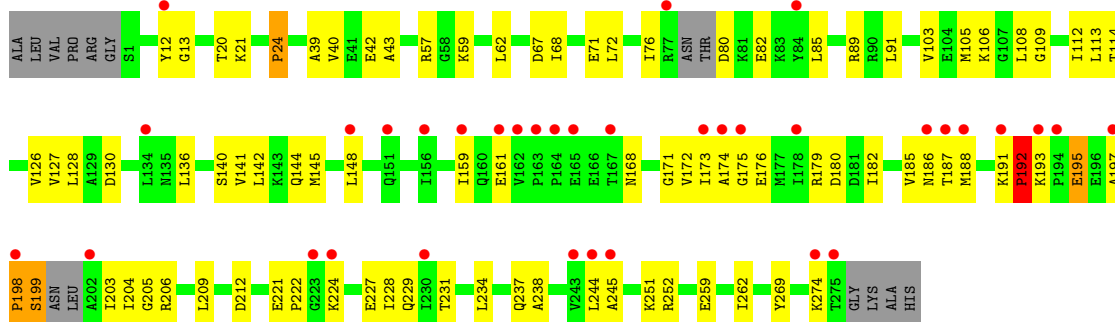 ALA LEU VAL PRO ARG GLY S1 Y12 G13 T20 K21 P24 A39 V40 E41 E42 A43 R57 G58 K59 L62 D67 I68 E71 L72 I76 R77 ASN THR D80 K81 E82 K83 Y84 L85 R89 R90 L91 V103 E104 M105 K106 G107 L108 G109 I112 L113 T114
V126 V127 L128 A129 D130 L134 N135 L136 S140 V141 L142 K143 Q144 M145 L148 Q151 I156 I159 Q160 E161 V162 P163 P164 E165 E166 T167 N168 G171 V172 I173 A174 G175 E176 M177 I178 R179 D180 D181 I182 V185 N186 T187 M188 K191 P192 K193 P194 E195 E196 A197
P198 S199 ASN LEU A202 I203 I204 G205 R206 L209 D212 E221 P222 G223 K224 E227 I228 Q229 I230 T231 L234 Q237 A238 V243 L244 A245 K251 R252 E259 I262 Y269 K274 T275 GLY LYS ALA HIS